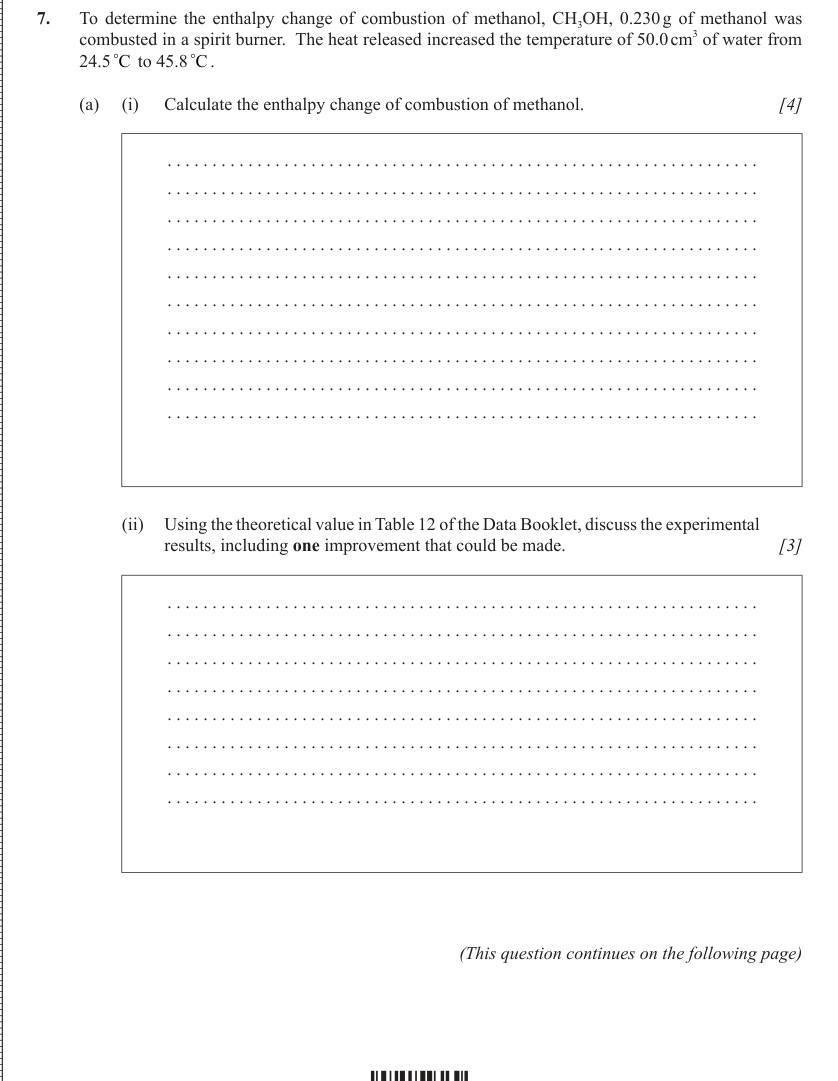 7. To determine the enthalpy change of combustion of methanol, CH₃OH, 0.230 g of methanol was
combusted in a spirit burner. The heat released increased the temperature of 50.0 cm³ of water from
24.5 °C to 45.8 °C.
(a) (i) Calculate the enthalpy change of combustion of methanol. [4]
(ii) Using the theoretical value in Table 12 of the Data Booklet, discuss the experimental
results, including one improvement that could be made. [3]
(This question continues on the following page)